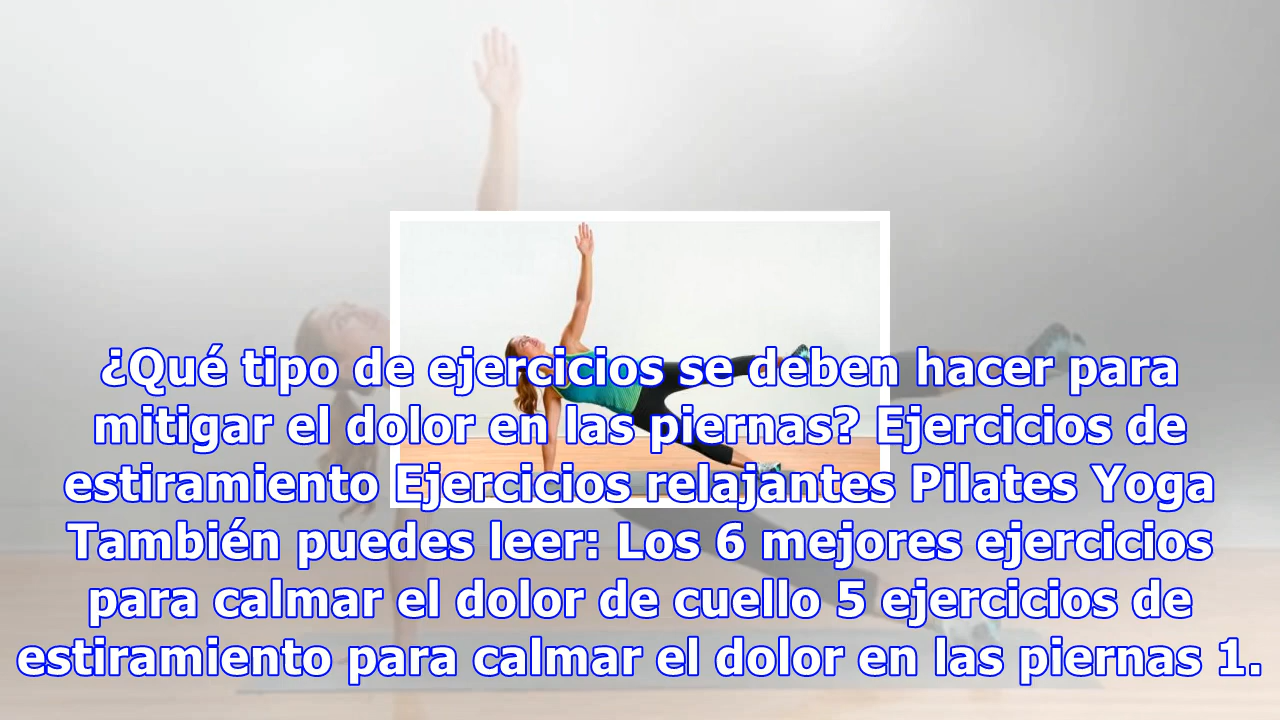 ¿Qué tipo de ejercicios se deben hacer para
mitigar el dolor en las piernas? Ejercicios de
estiramiento Ejercicios relajantes Pilates Yoga
También puedes leer: Los 6 mejores ejercicios
para calmar el dolor de cuello 5 ejercicios de
estiramiento para calmar el dolor en las piernas 1.